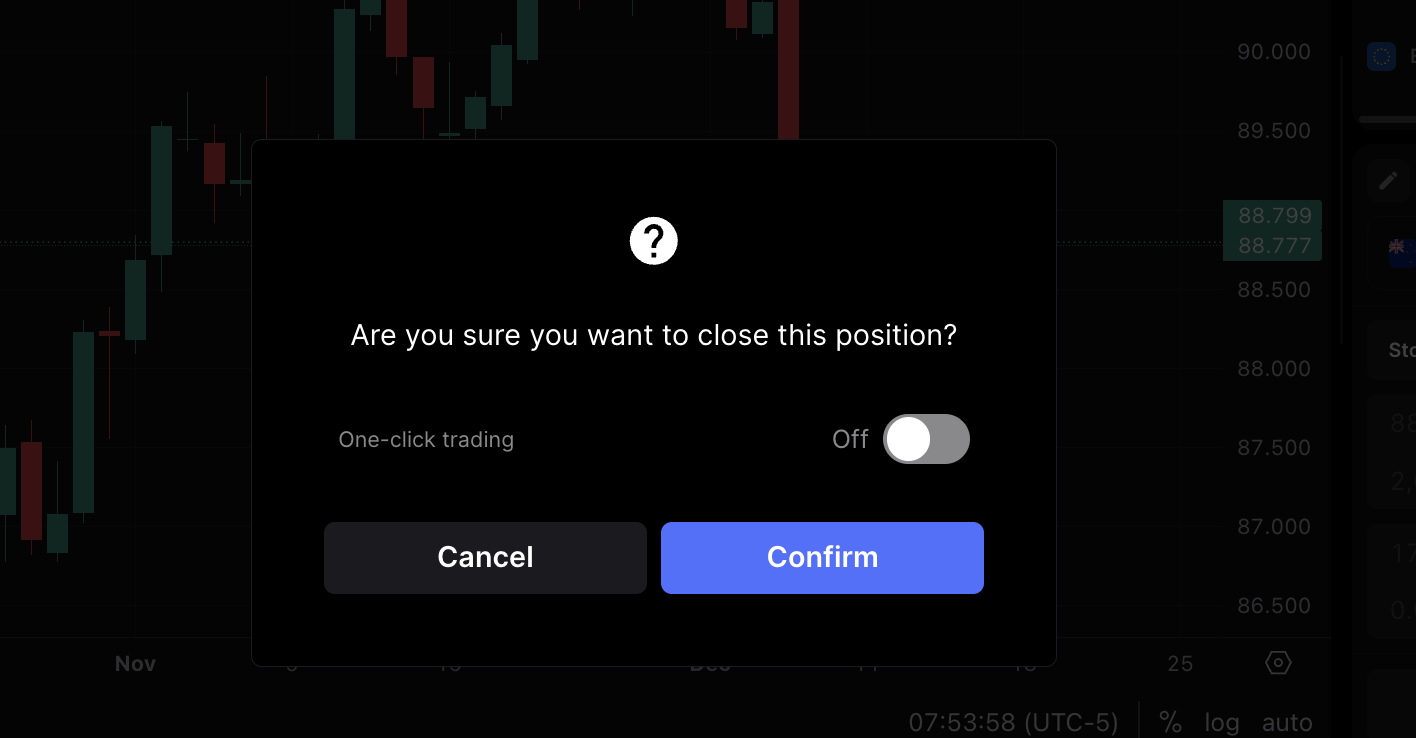 90.000
89.500
88.799
88.777
88.500
88.000
87.500
87.000
86.500
?
Are you sure you want to close this position?
One-click trading Off
Cancel Confirm
Nov 25
07:53:58 (UTC-5) % log auto